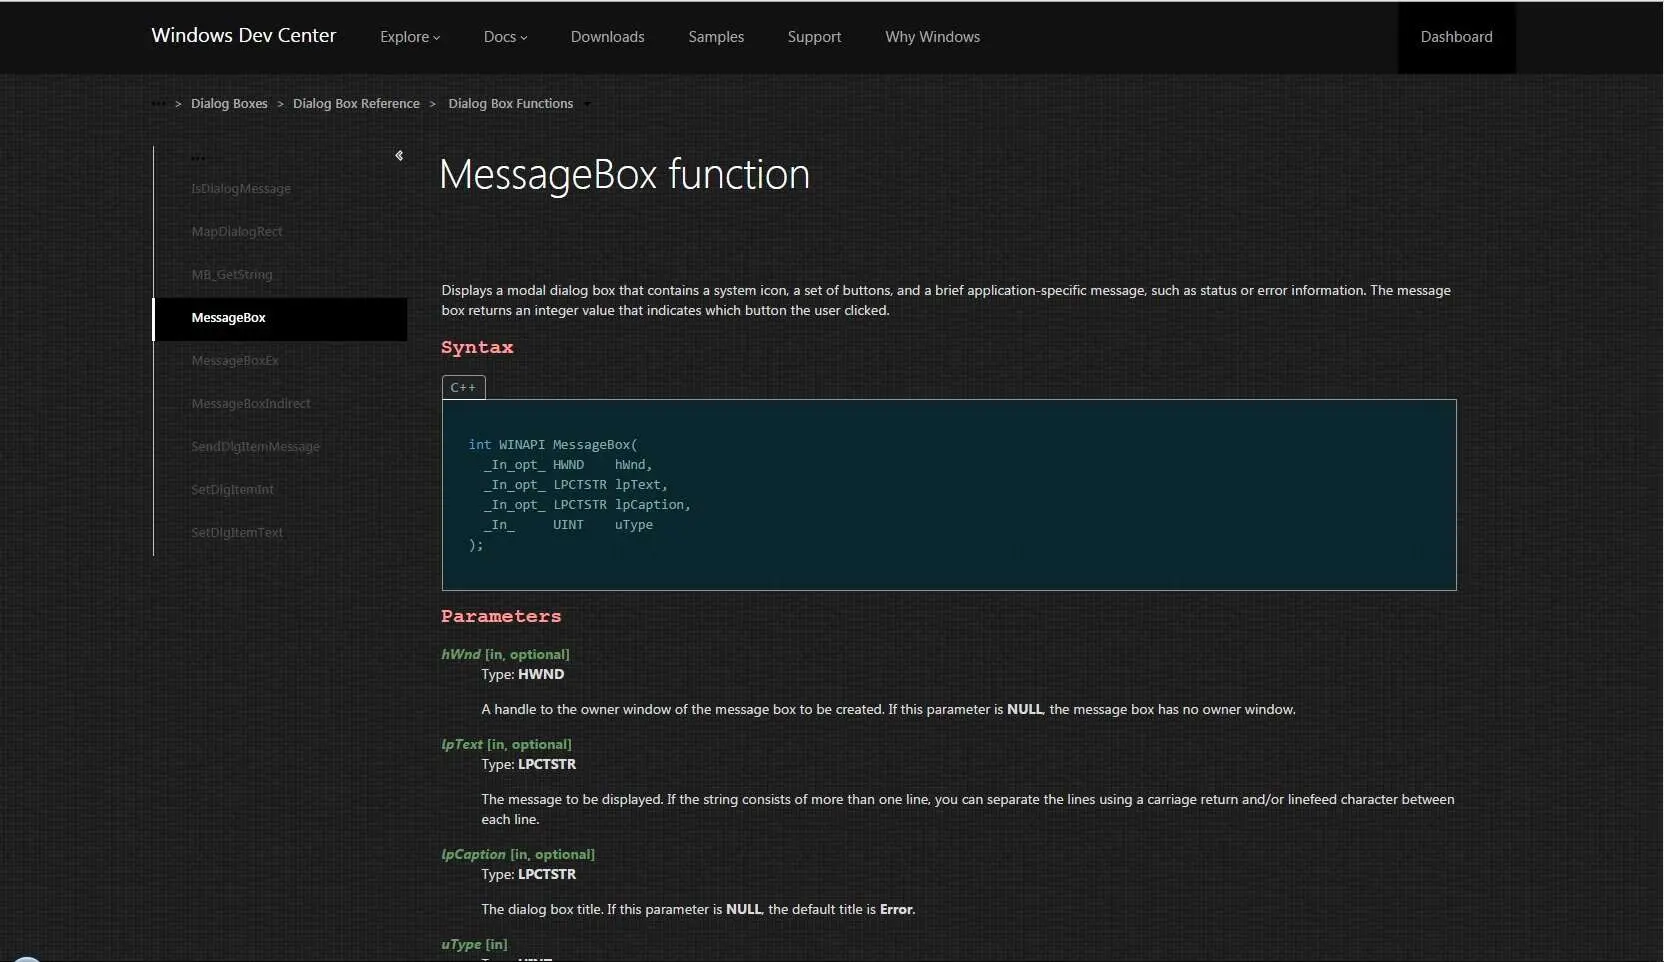 Windows Dev Center Explore Docs Downloads Samples Support Why Windows Dashboard
... > Dialog Boxes > Dialog Box Reference > Dialog Box Functions
...
IsDialogMessage
MapDialogRect
MB_GetString
MessageBox
MessageBoxEx
MessageBoxIndirect
SendDlgItemMessage
SetDlgItemInt
SetDlgItemText
MessageBox function
Displays a modal dialog box that contains a system icon, a set of buttons, and a brief application-specific message, such as status or error information. The message
box returns an integer value that indicates which button the user clicked.
Syntax
C++
int WINAPI MessageBox(
  _In_opt_ HWND    hWnd,
  _In_opt_ LPCTSTR lpText,
  _In_opt_ LPCTSTR lpCaption,
  _In_     UINT    uType
);
Parameters
hWnd [in, optional]
Type: HWND
A handle to the owner window of the message box to be created. If this parameter is NULL, the message box has no owner window.
lpText [in, optional]
Type: LPCTSTR
The message to be displayed. If the string consists of more than one line, you can separate the lines using a carriage return and/or linefeed character between
each line.
lpCaption [in, optional]
Type: LPCTSTR
The dialog box title. If this parameter is NULL, the default title is Error.
uType [in]